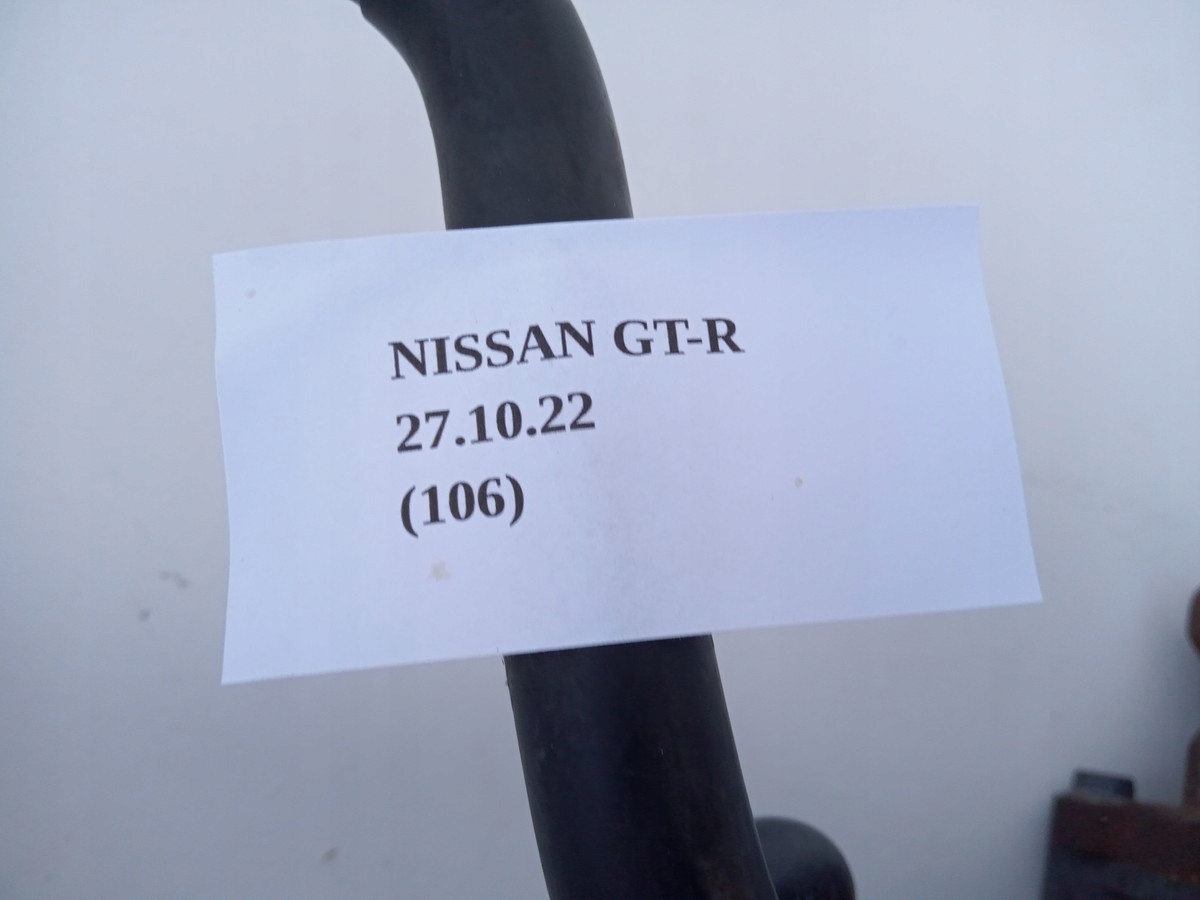 NISSAN GT-R
27.10.22
(106)